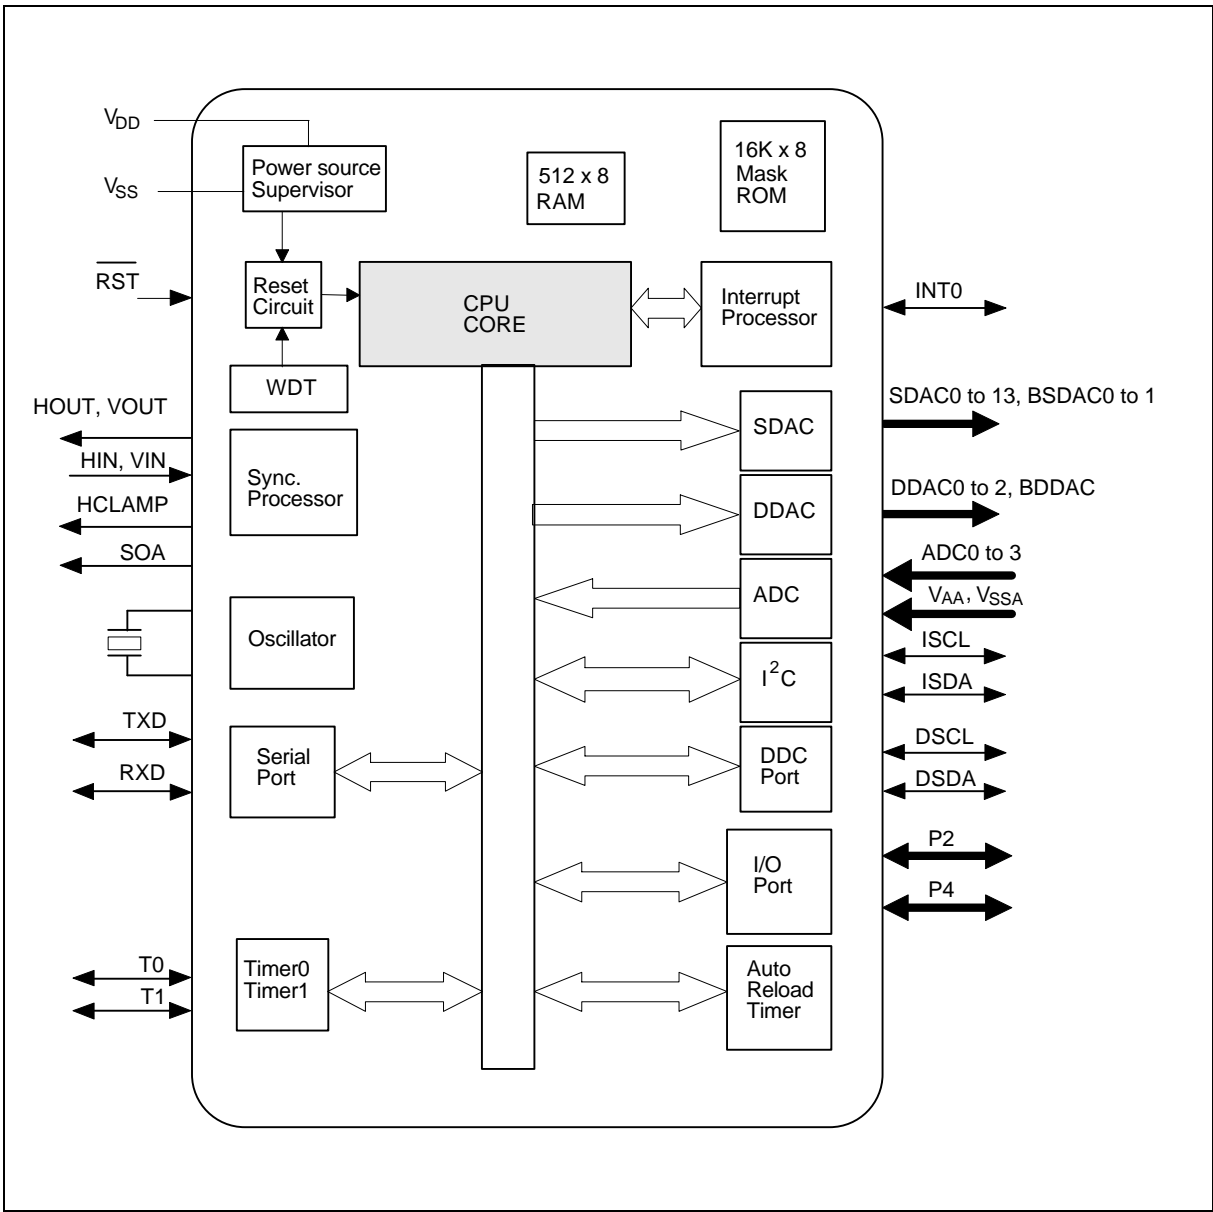 VDD
VSS
Power source
Supervisor
512 x 8
RAM
16K x 8
Mask
ROM
RST
Reset
Circuit
CPU
CORE
Interrupt
Processor
INT0
WDT
HOUT, VOUT
HIN, VIN
HCLAMP
SOA
Sync.
Processor
SDAC
SDAC0 to 13, BSDAC0 to 1
DDAC
DDAC0 to 2, BDDAC
ADC
ADC0 to 3
VAA, VSSA
Oscillator
I2C
ISCL
ISDA
TXD
RXD
Serial
Port
DDC
Port
DSCL
DSDA
I/O
Port
P2
P4
T0
T1
Timer0
Timer1
Auto
Reload
Timer